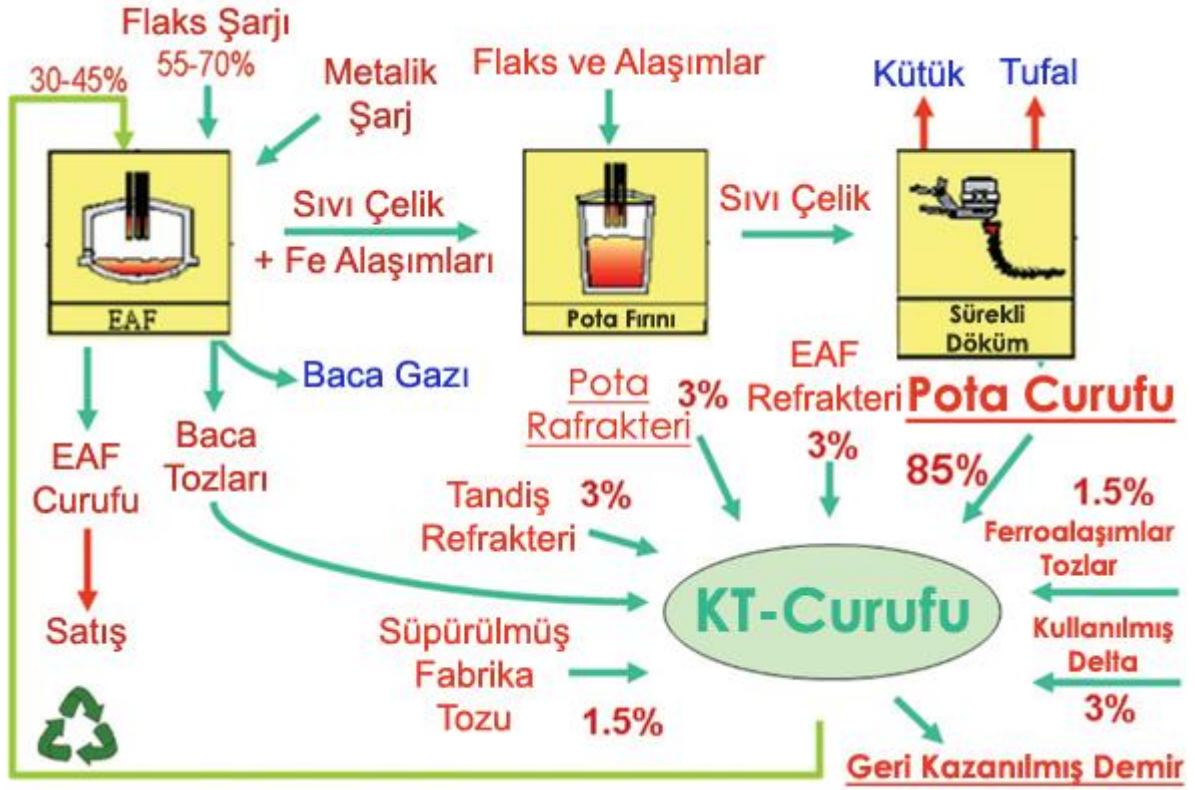 Flaks Şarjı
30-45%
55-70%
Metalik
Şarj
Flaks ve Alaşımlar
Kütük
Tufal
Sıvı Çelik
+ Fe Alaşımları
Sıvı Çelik
EAF
Pota Fırını
Sürekli
Döküm
Baca Gazı
EAF
Curufu
Baca
Tozları
Satış
Pota
Rafrakteri
3%
EAF
Refrakteri
3%
Pota Curufu
85%
Tandiş
Refrakteri
3%
1.5%
Ferroalaşımlar
Tozlar
KT-Curufu
Süpürülmüş
Fabrika
Tozu
1.5%
Kullanılmış
Delta
3%
Geri Kazanılmış Demir